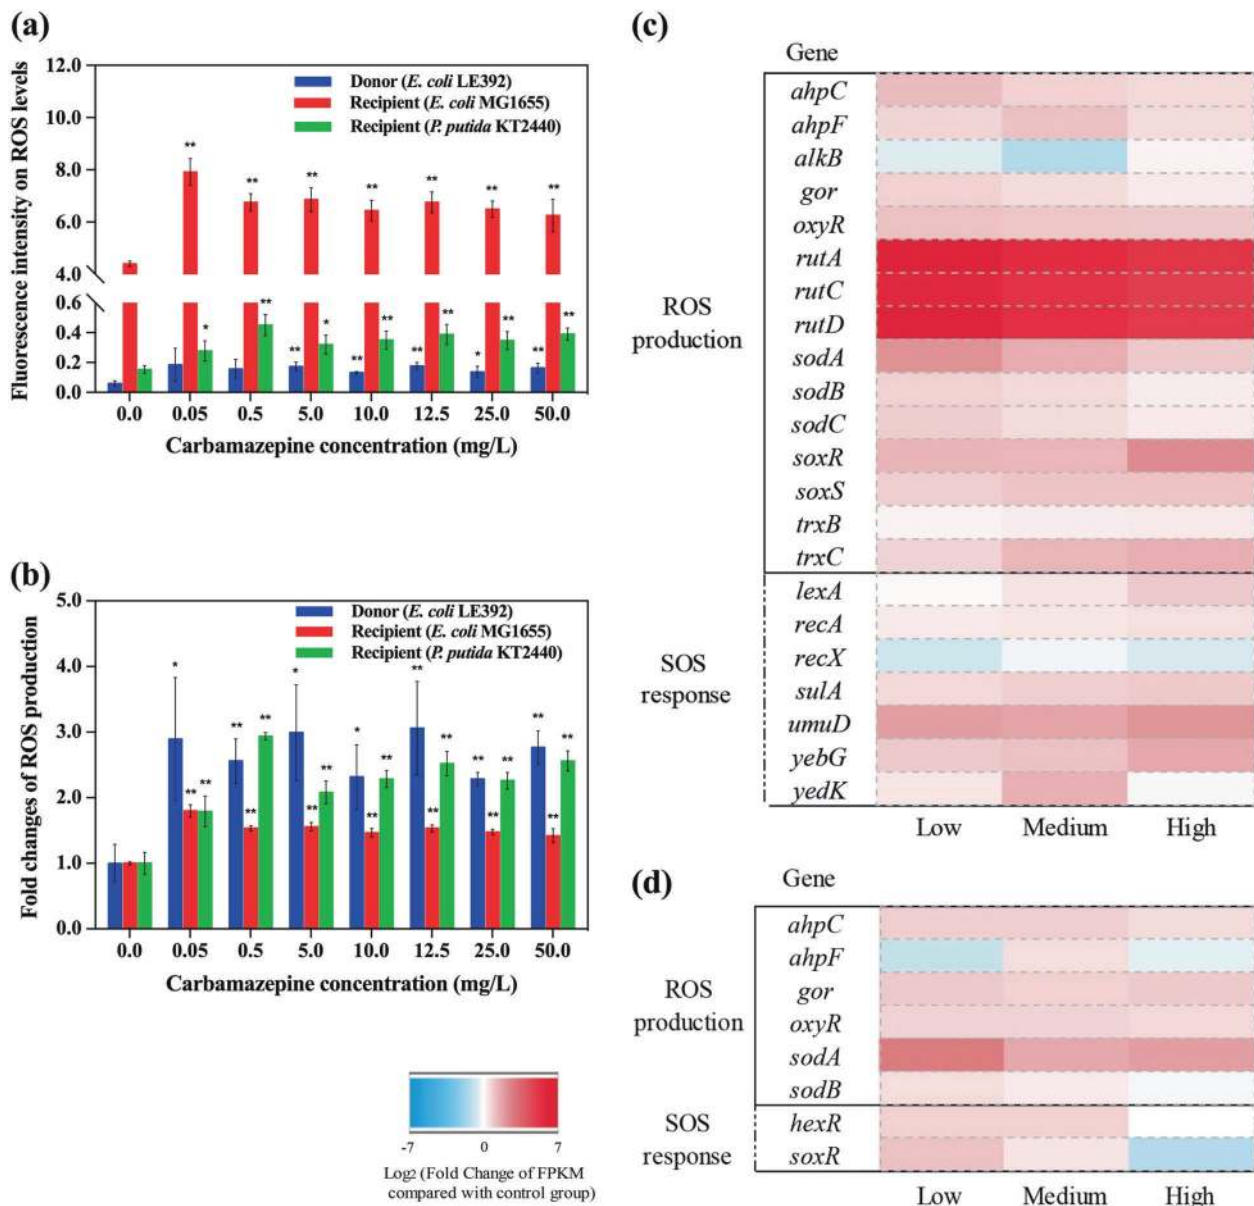 (a)
Fluorescence intensity on ROS levels
12.0
10.0
8.0
6.0
4.0
0.6
0.4
0.2
0.0
Donor (E. coli LE392)
Recipient (E. coli MG1655)
Recipient (P. putida KT2440)
** ** ** ** ** ** **
* ** * ** ** ** **
** ** ** * **
0.0 0.05 0.5 5.0 10.0 12.5 25.0 50.0
Carbamazepine concentration (mg/L)
(b)
Fold changes of ROS production
5.0
4.0
3.0
2.0
1.0
0.0
Donor (E. coli LE392)
Recipient (E. coli MG1655)
Recipient (P. putida KT2440)
* ** * * ** ** **
** ** ** ** ** ** **
** ** ** ** ** ** **
0.0 0.05 0.5 5.0 10.0 12.5 25.0 50.0
Carbamazepine concentration (mg/L)
-7 0 7
Log2 (Fold Change of FPKM
compared with control group)
(c)
Gene
ROS
production
ahpC
ahpF
alkB
gor
oxyR
rutA
rutC
rutD
sodA
sodB
sodC
soxR
soxS
trxB
trxC
SOS
response
lexA
recA
recX
sulA
umuD
yebG
yedK
Low Medium High
(d)
Gene
ROS
production
ahpC
ahpF
gor
oxyR
sodA
sodB
SOS
response
hexR
soxR
Low Medium High